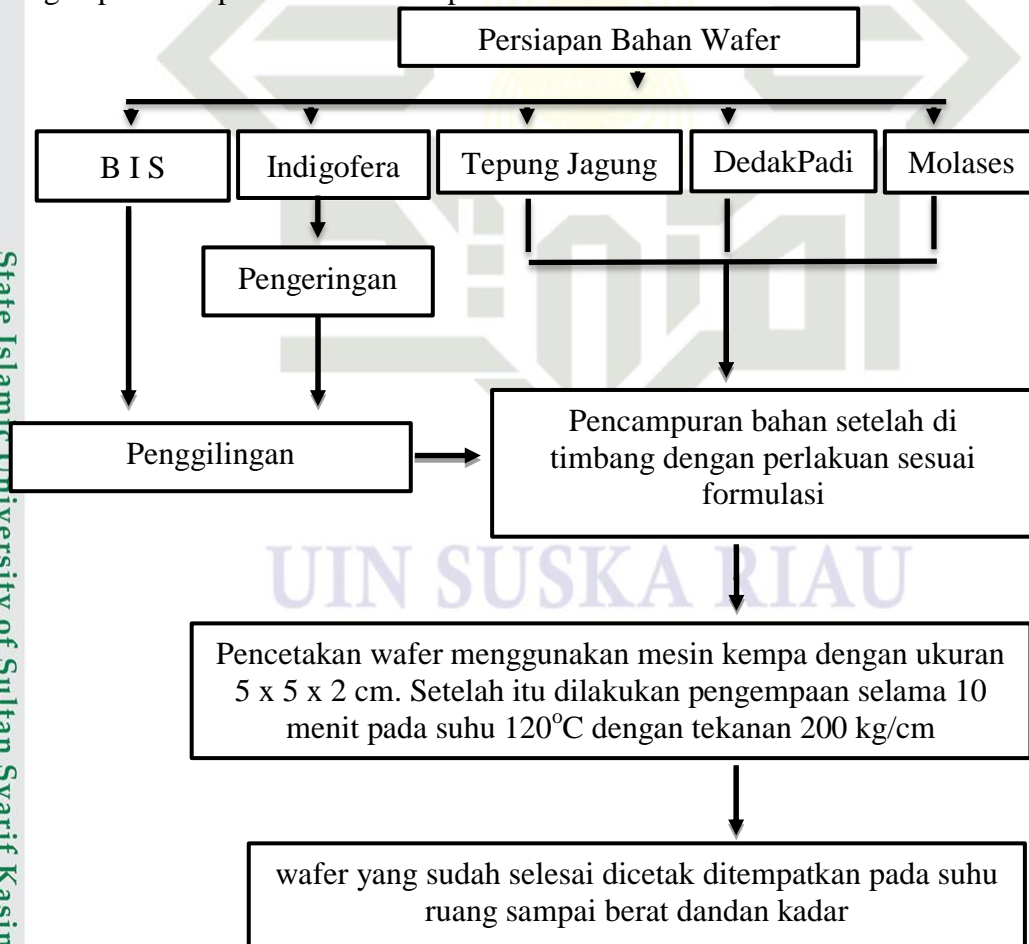 Persiapan Bahan Wafer
B I S
Indigofera
Tepung Jagung
DedakPadi
Molases
Pengeringan
Penggilingan
Pencampuran bahan setelah di
timbang dengan perlakuan sesuai
formulasi
UIN SUSKA RIAU
Pencetakan wafer menggunakan mesin kempa dengan ukuran
5 x 5 x 2 cm. Setelah itu dilakukan pengempaan selama 10
menit pada suhu 120°C dengan tekanan 200 kg/cm
wafer yang sudah selesai dicetak ditempatkan pada suhu
ruang sampai berat dandan kadar
State Islamic University of Sultan Syarif Kasim